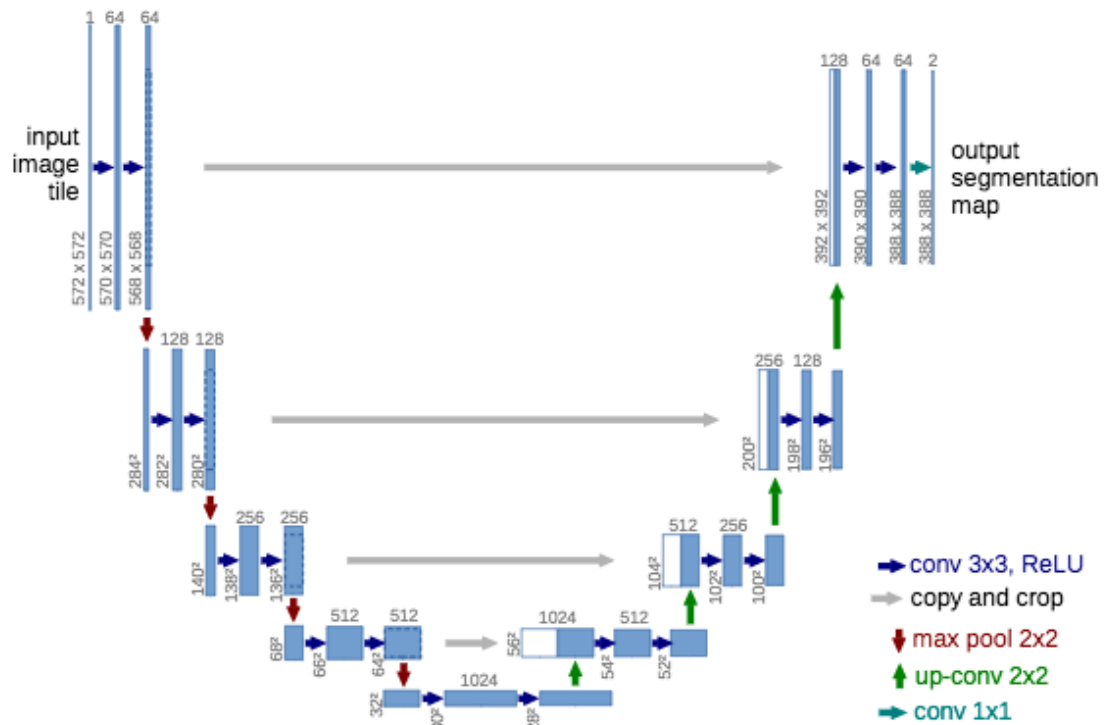 1 64 64
128 64 64 2
input
image
tile
output
segmentation
map
572 x 572
570 x 570
568 x 568
392 x 392
390 x 390
388 x 388
388 x 388
128 128
256 128
284²
282²
280²
200²
198²
196²
256 256
512 256
140²
138²
136²
104²
102²
100²
conv 3x3, ReLU
copy and crop
max pool 2x2
up-conv 2x2
conv 1x1
512 512
1024 512
68²
66²
64²
56²
54²
52²
1024
32²